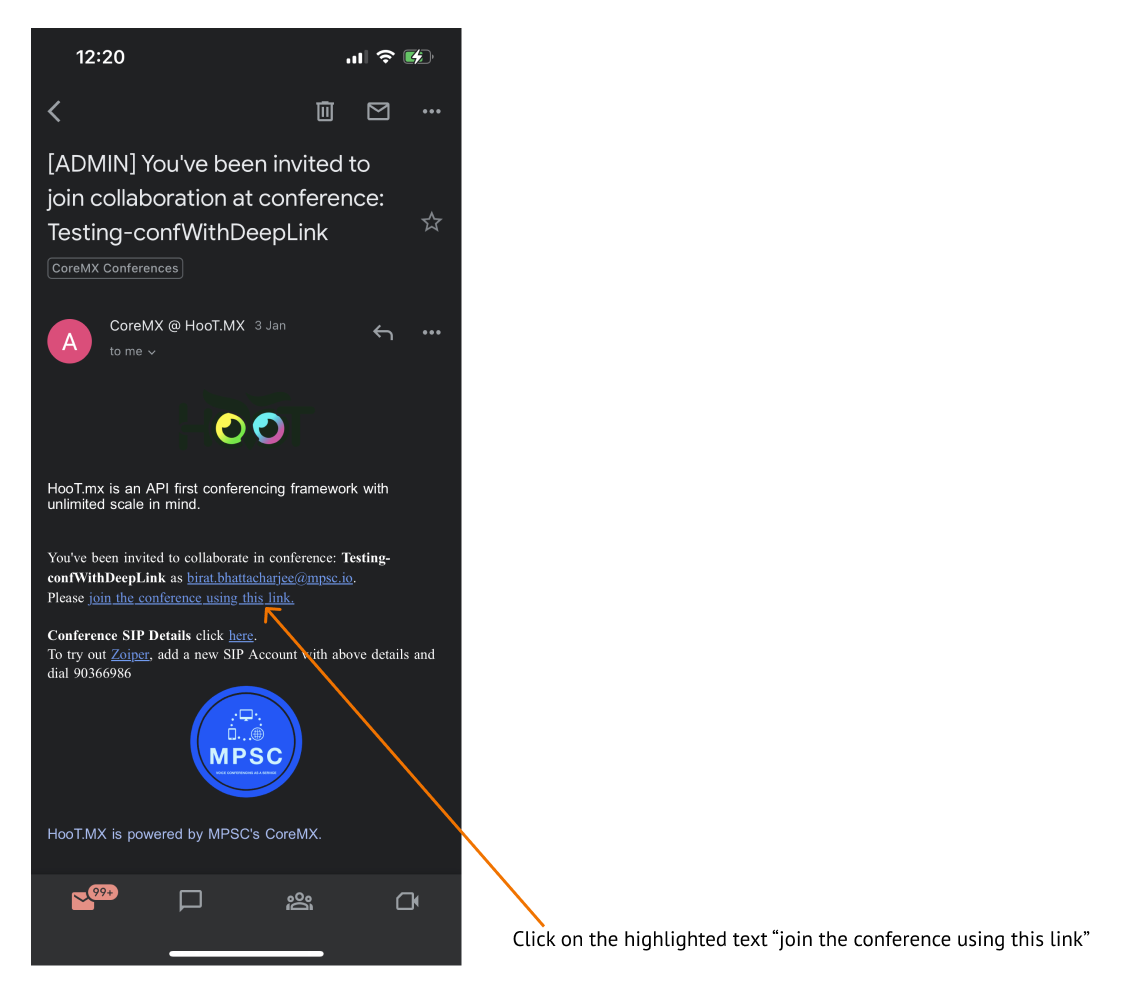 12:20
[ADMIN] You've been invited to
join collaboration at conference:
Testing-confWithDeepLink
CoreMX Conferences
A
CoreMX @ HooT.MX 3 Jan
to me
HooT.mx is an API first conferencing framework with
unlimited scale in mind.
You've been invited to collaborate in conference: Testing-
confWithDeepLink as birat.bhattacharjee@mpsc.io.
Please join the conference using this link.
Conference SIP Details click here.
To try out Zoiper, add a new SIP Account with above details and
dial 90366986
MPSC
VOICE CONFERENCING AS A SERVICE
HooT.MX is powered by MPSC's CoreMX.
99+
Click on the highlighted text “join the conference using this link”